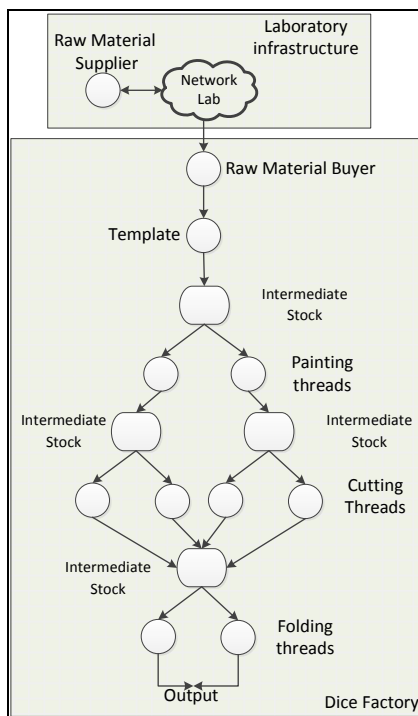 Laboratory
infrastructure
Raw Material
Supplier
Network
Lab
Raw Material Buyer
Template
Intermediate
Stock
Painting
threads
Intermediate
Stock
Intermediate
Stock
Cutting
Threads
Intermediate
Stock
Folding
threads
Output
Dice Factory